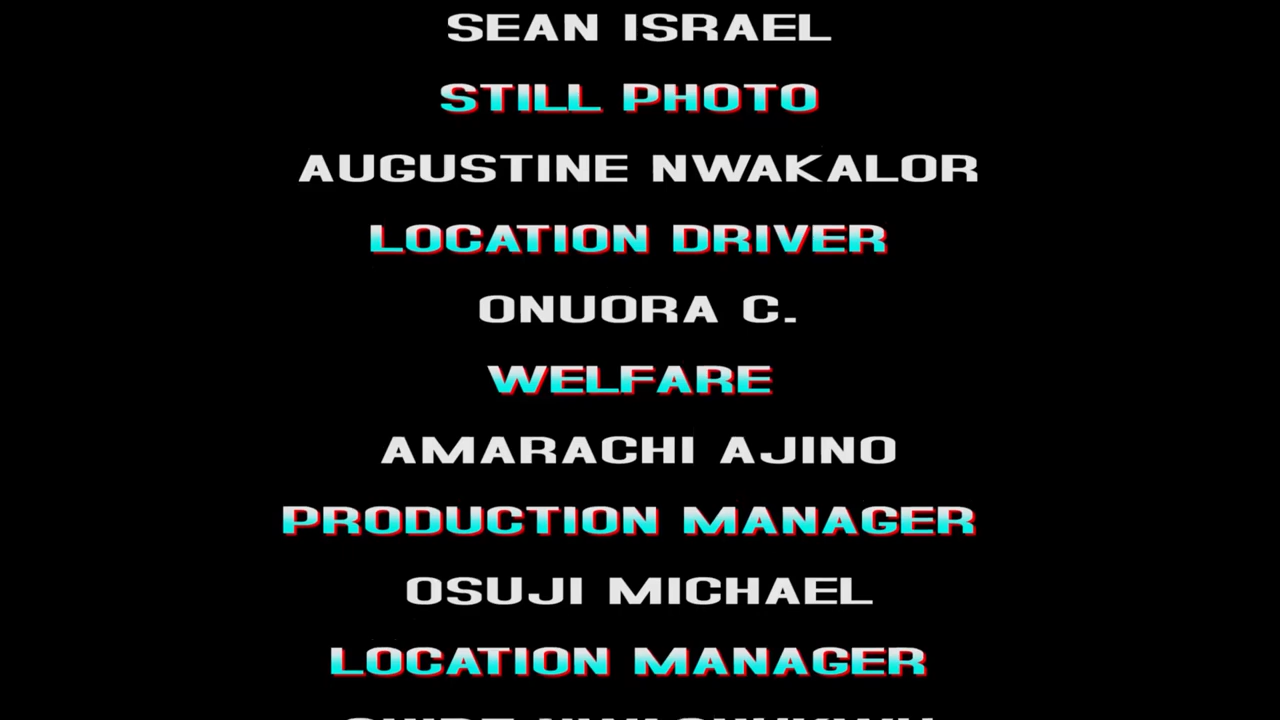 SEAN ISRAEL
STILL PHOTO
AUGUSTINE NWAKALOR
LOCATION DRIVER
ONUORA C.
WELFARE
AMARACHI AJINO
PRODUCTION MANAGER
OSUJI MICHAEL
LOCATION MANAGER